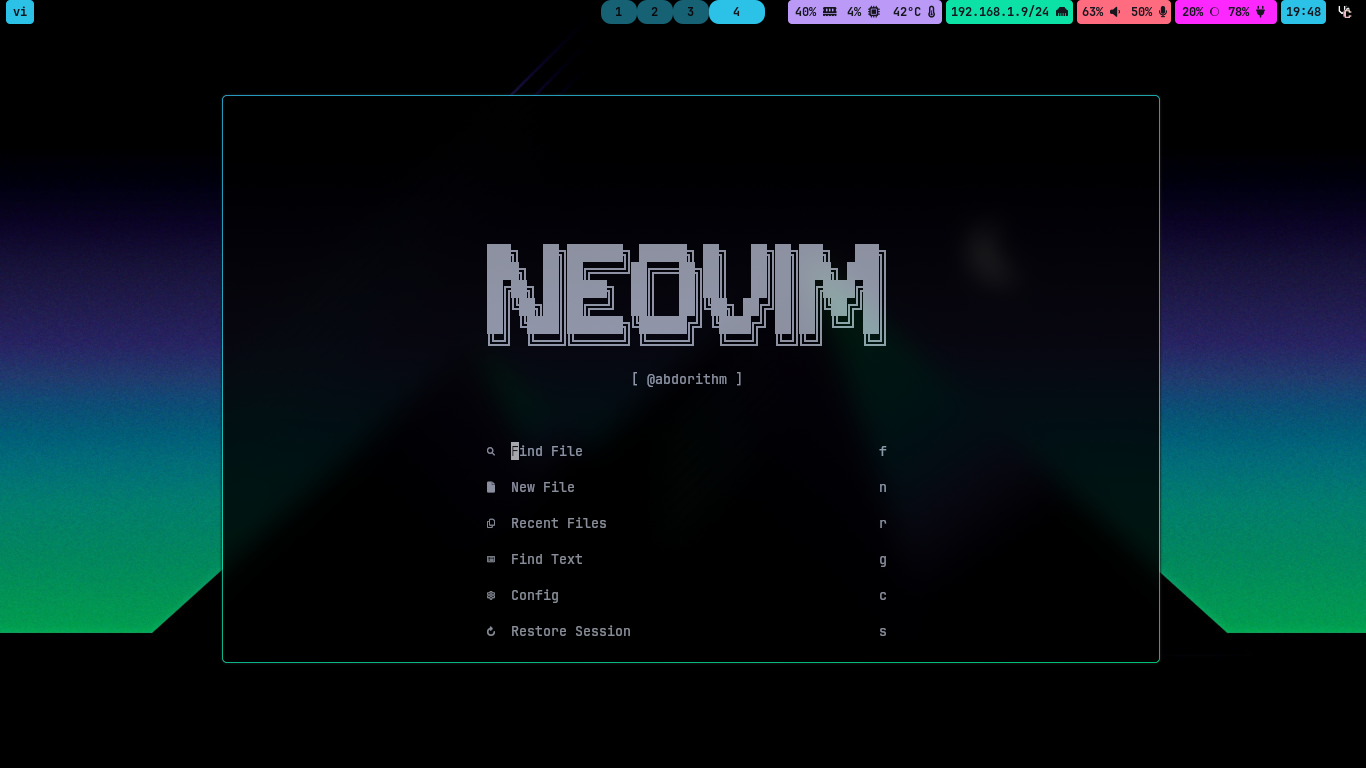 vi 1 2 3 4 40% 4% 42°C 192.168.1.9/24 63% 50% 20% 78% 19:48
NEOVIM
[ @abdorithm ]
Find File f
New File n
Recent Files r
Find Text g
Config c
Restore Session s